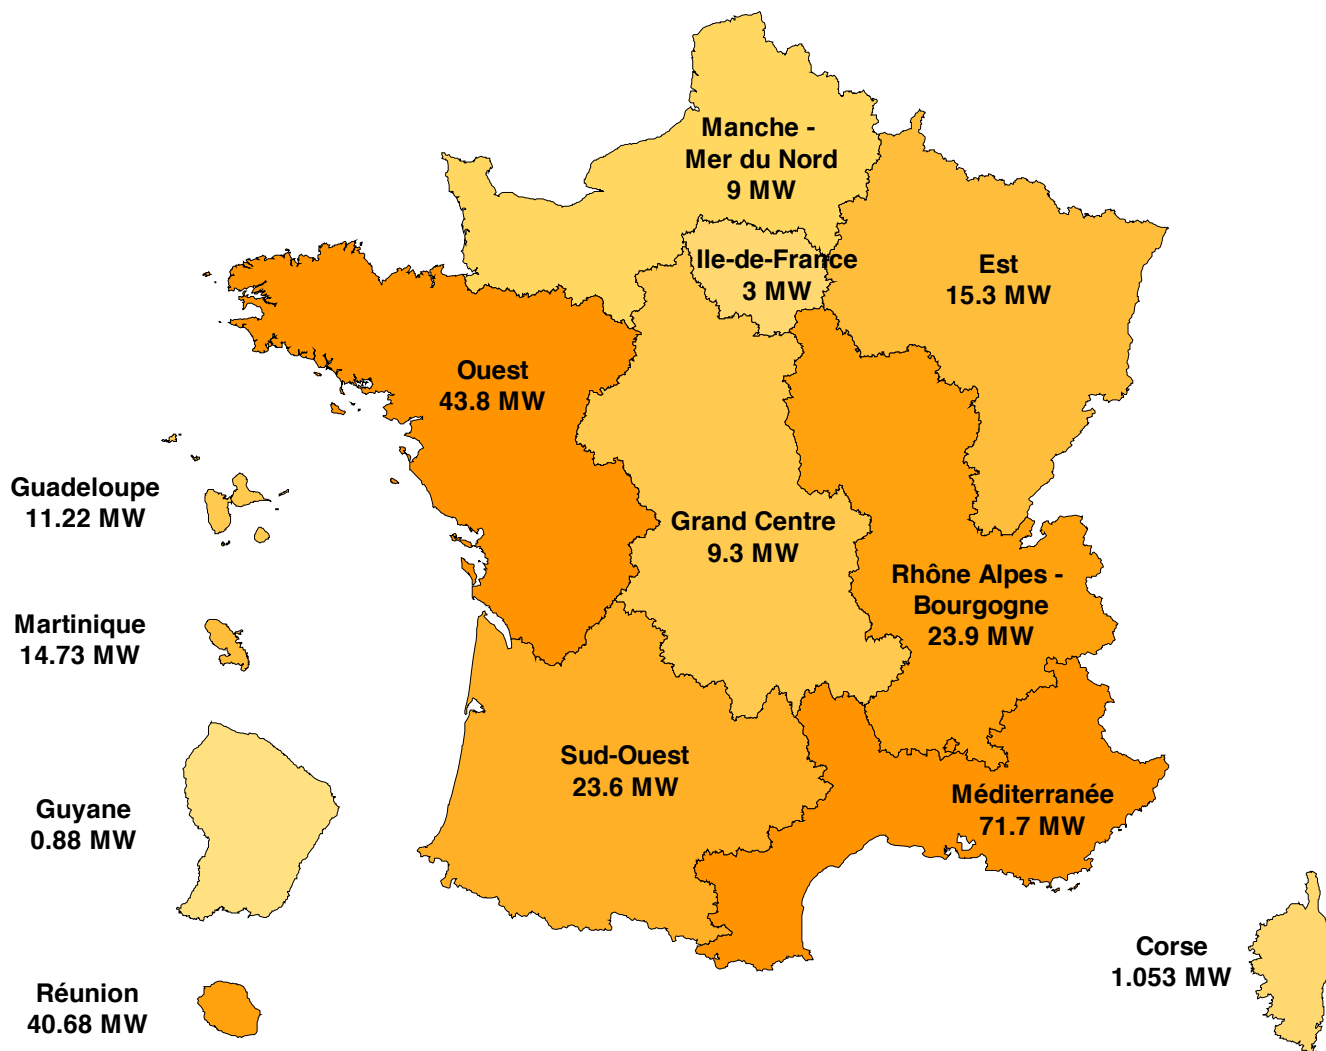 Manche -
Mer du Nord
9 MW
Ile-de-France
3 MW
Est
15.3 MW
Ouest
43.8 MW
Guadeloupe
11.22 MW
Grand Centre
9.3 MW
Rhône Alpes -
Bourgogne
23.9 MW
Martinique
14.73 MW
Sud-Ouest
23.6 MW
Méditerranée
71.7 MW
Guyane
0.88 MW
Corse
1.053 MW
Réunion
40.68 MW